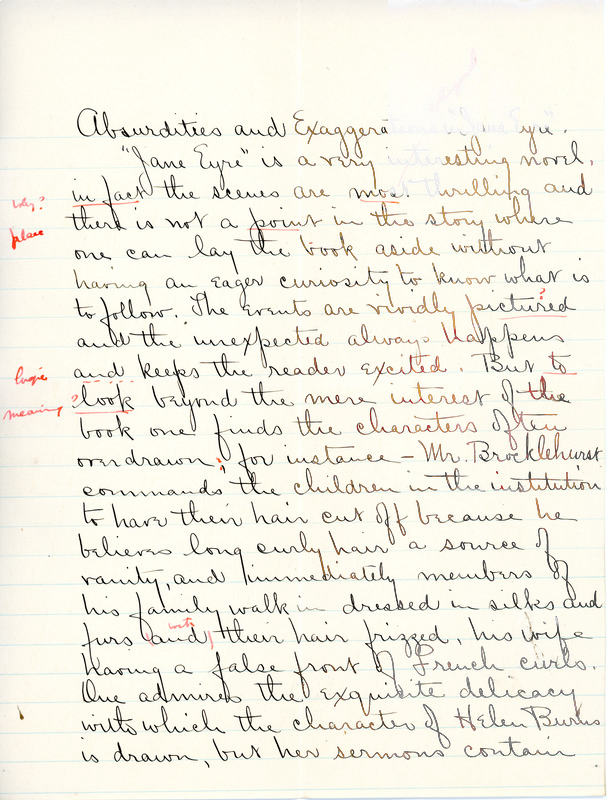 Absurdities and Exaggerations in "Jane Eyre".
"Jane Eyre" is a very interesting novel,
in fact the scenes are most thrilling and
why?
there is not a point in the story where
place
one can lay the book aside without
having an eager curiosity to know what is
to follow. The events are vividly pictured
?
and the unexpected always happens
and keeps the reader excited. But to
logic
look beyond the mere interest of the
meaning?
book one finds the characters often
overdrawn; for instance – Mr. Brocklehurst
commands the children in the institution
to have their hair cut off because he
believes long curly hair a source of
vanity, and immediately members of
his family walk in dressed in silks and
with
furs (and) their hair frizzed, his wife
having a false front of French curls.
One admires the exquisite delicacy
with which the character of Helen Burns
is drawn, but her sermons contain